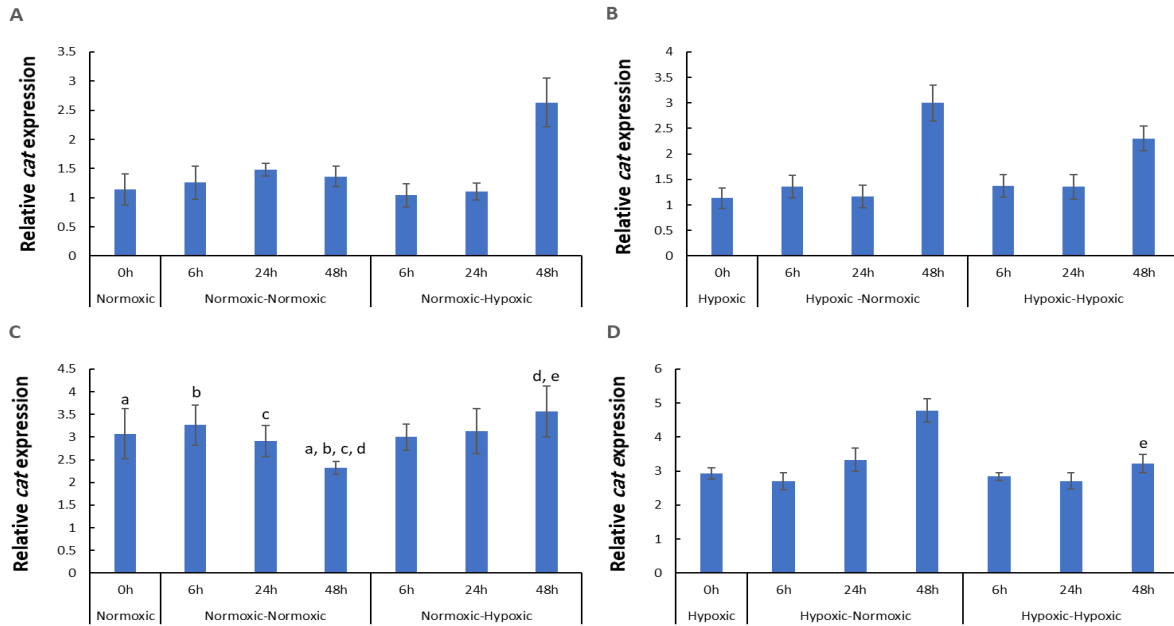 A
Relative cat expression
3.5
3
2.5
2
1.5
1
0.5
0
0h 6h 24h 48h 6h 24h 48h
Normoxic Normoxic-Normoxic Normoxic-Hypoxic
B
Relative cat expression
4
3.5
3
2.5
2
1.5
1
0.5
0
0h 6h 24h 48h 6h 24h 48h
Hypoxic Hypoxic -Normoxic Hypoxic-Hypoxic
C
Relative cat expression
4.5
4
3.5
3
2.5
2
1.5
1
0.5
0
a b c a, b, c, d d, e
0h 6h 24h 48h 6h 24h 48h
Normoxic Normoxic-Normoxic Normoxic-Hypoxic
D
Relative cat expression
6
5
4
3
2
1
0
e
0h 6h 24h 48h 6h 24h 48h
Hypoxic Hypoxic-Normoxic Hypoxic-Hypoxic